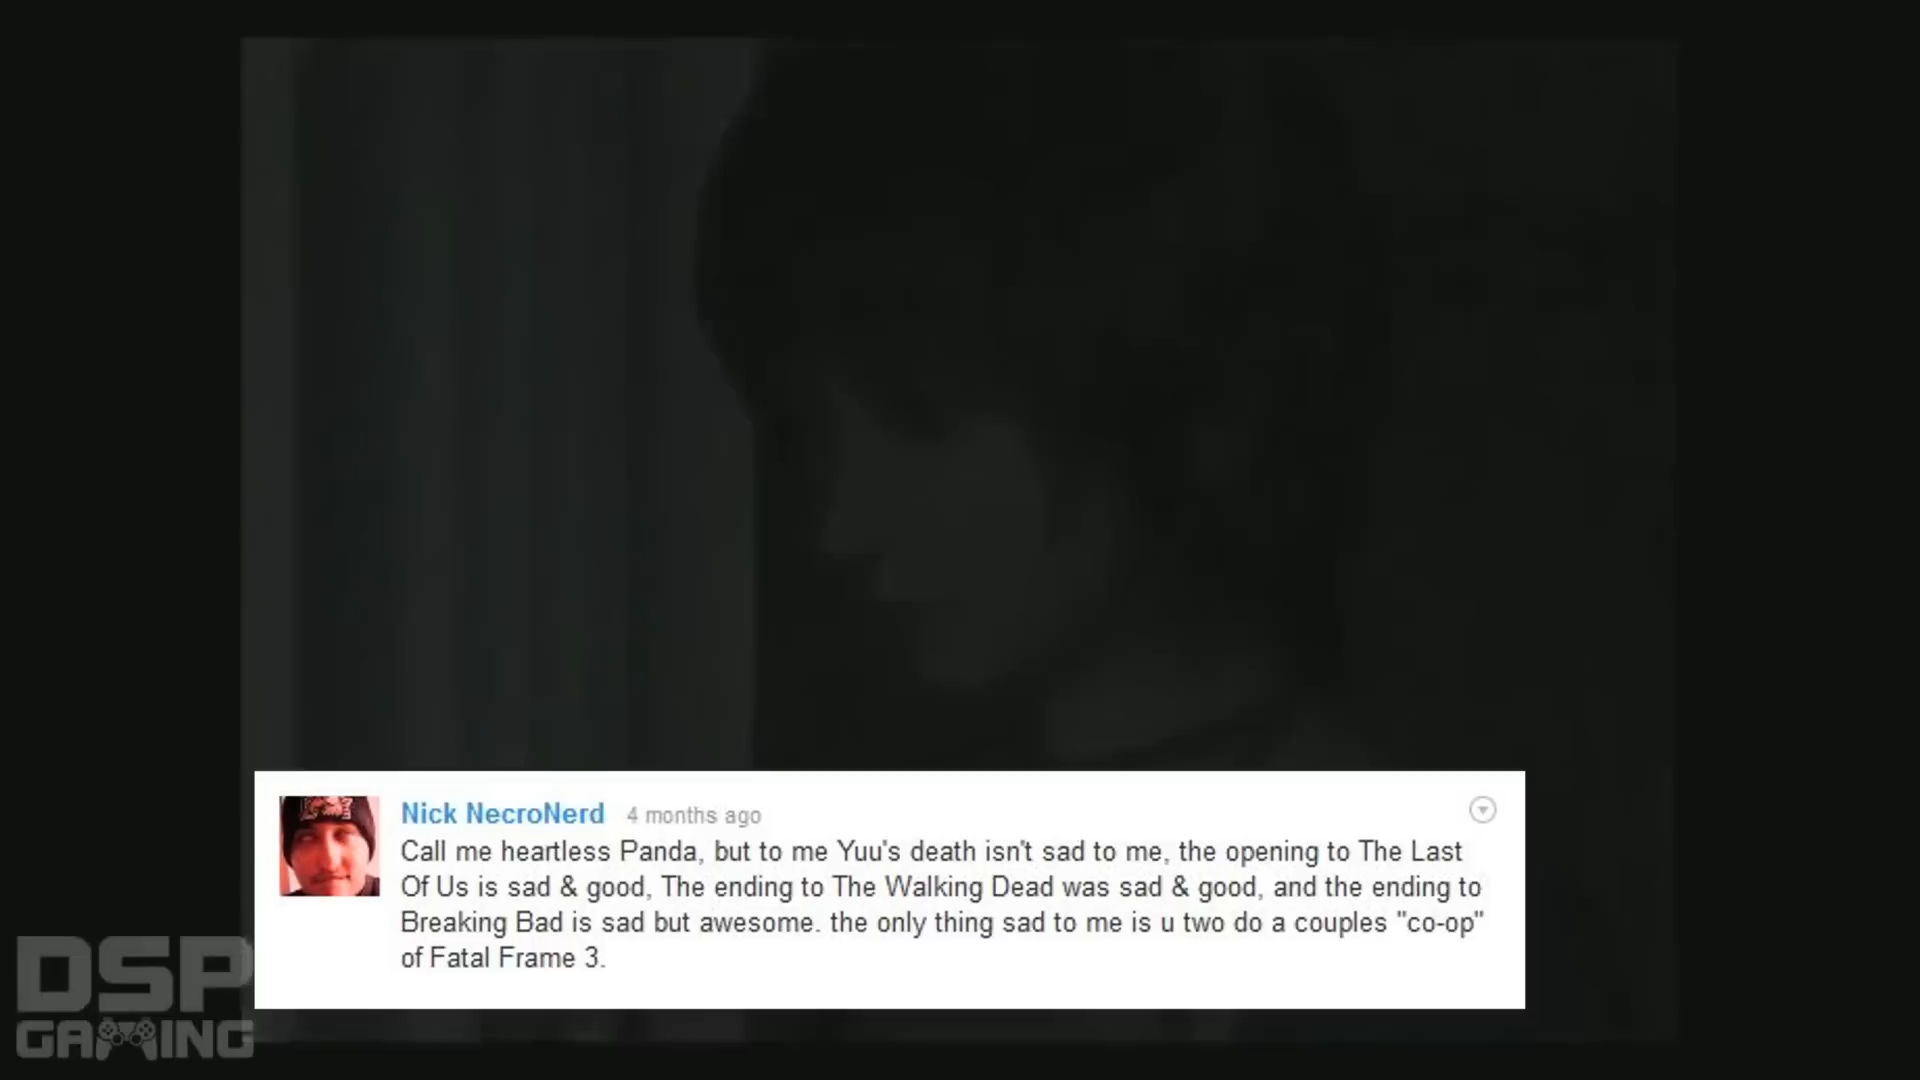 Nick NecroNerd 4 months ago
Call me heartless Panda, but to me Yuu's death isn't sad to me, the opening to The Last
Of Us is sad & good, The ending to The Walking Dead was sad & good, and the ending to
Breaking Bad is sad but awesome. the only thing sad to me is u two do a couples "co-op"
of Fatal Frame 3.
DSP
GAMING